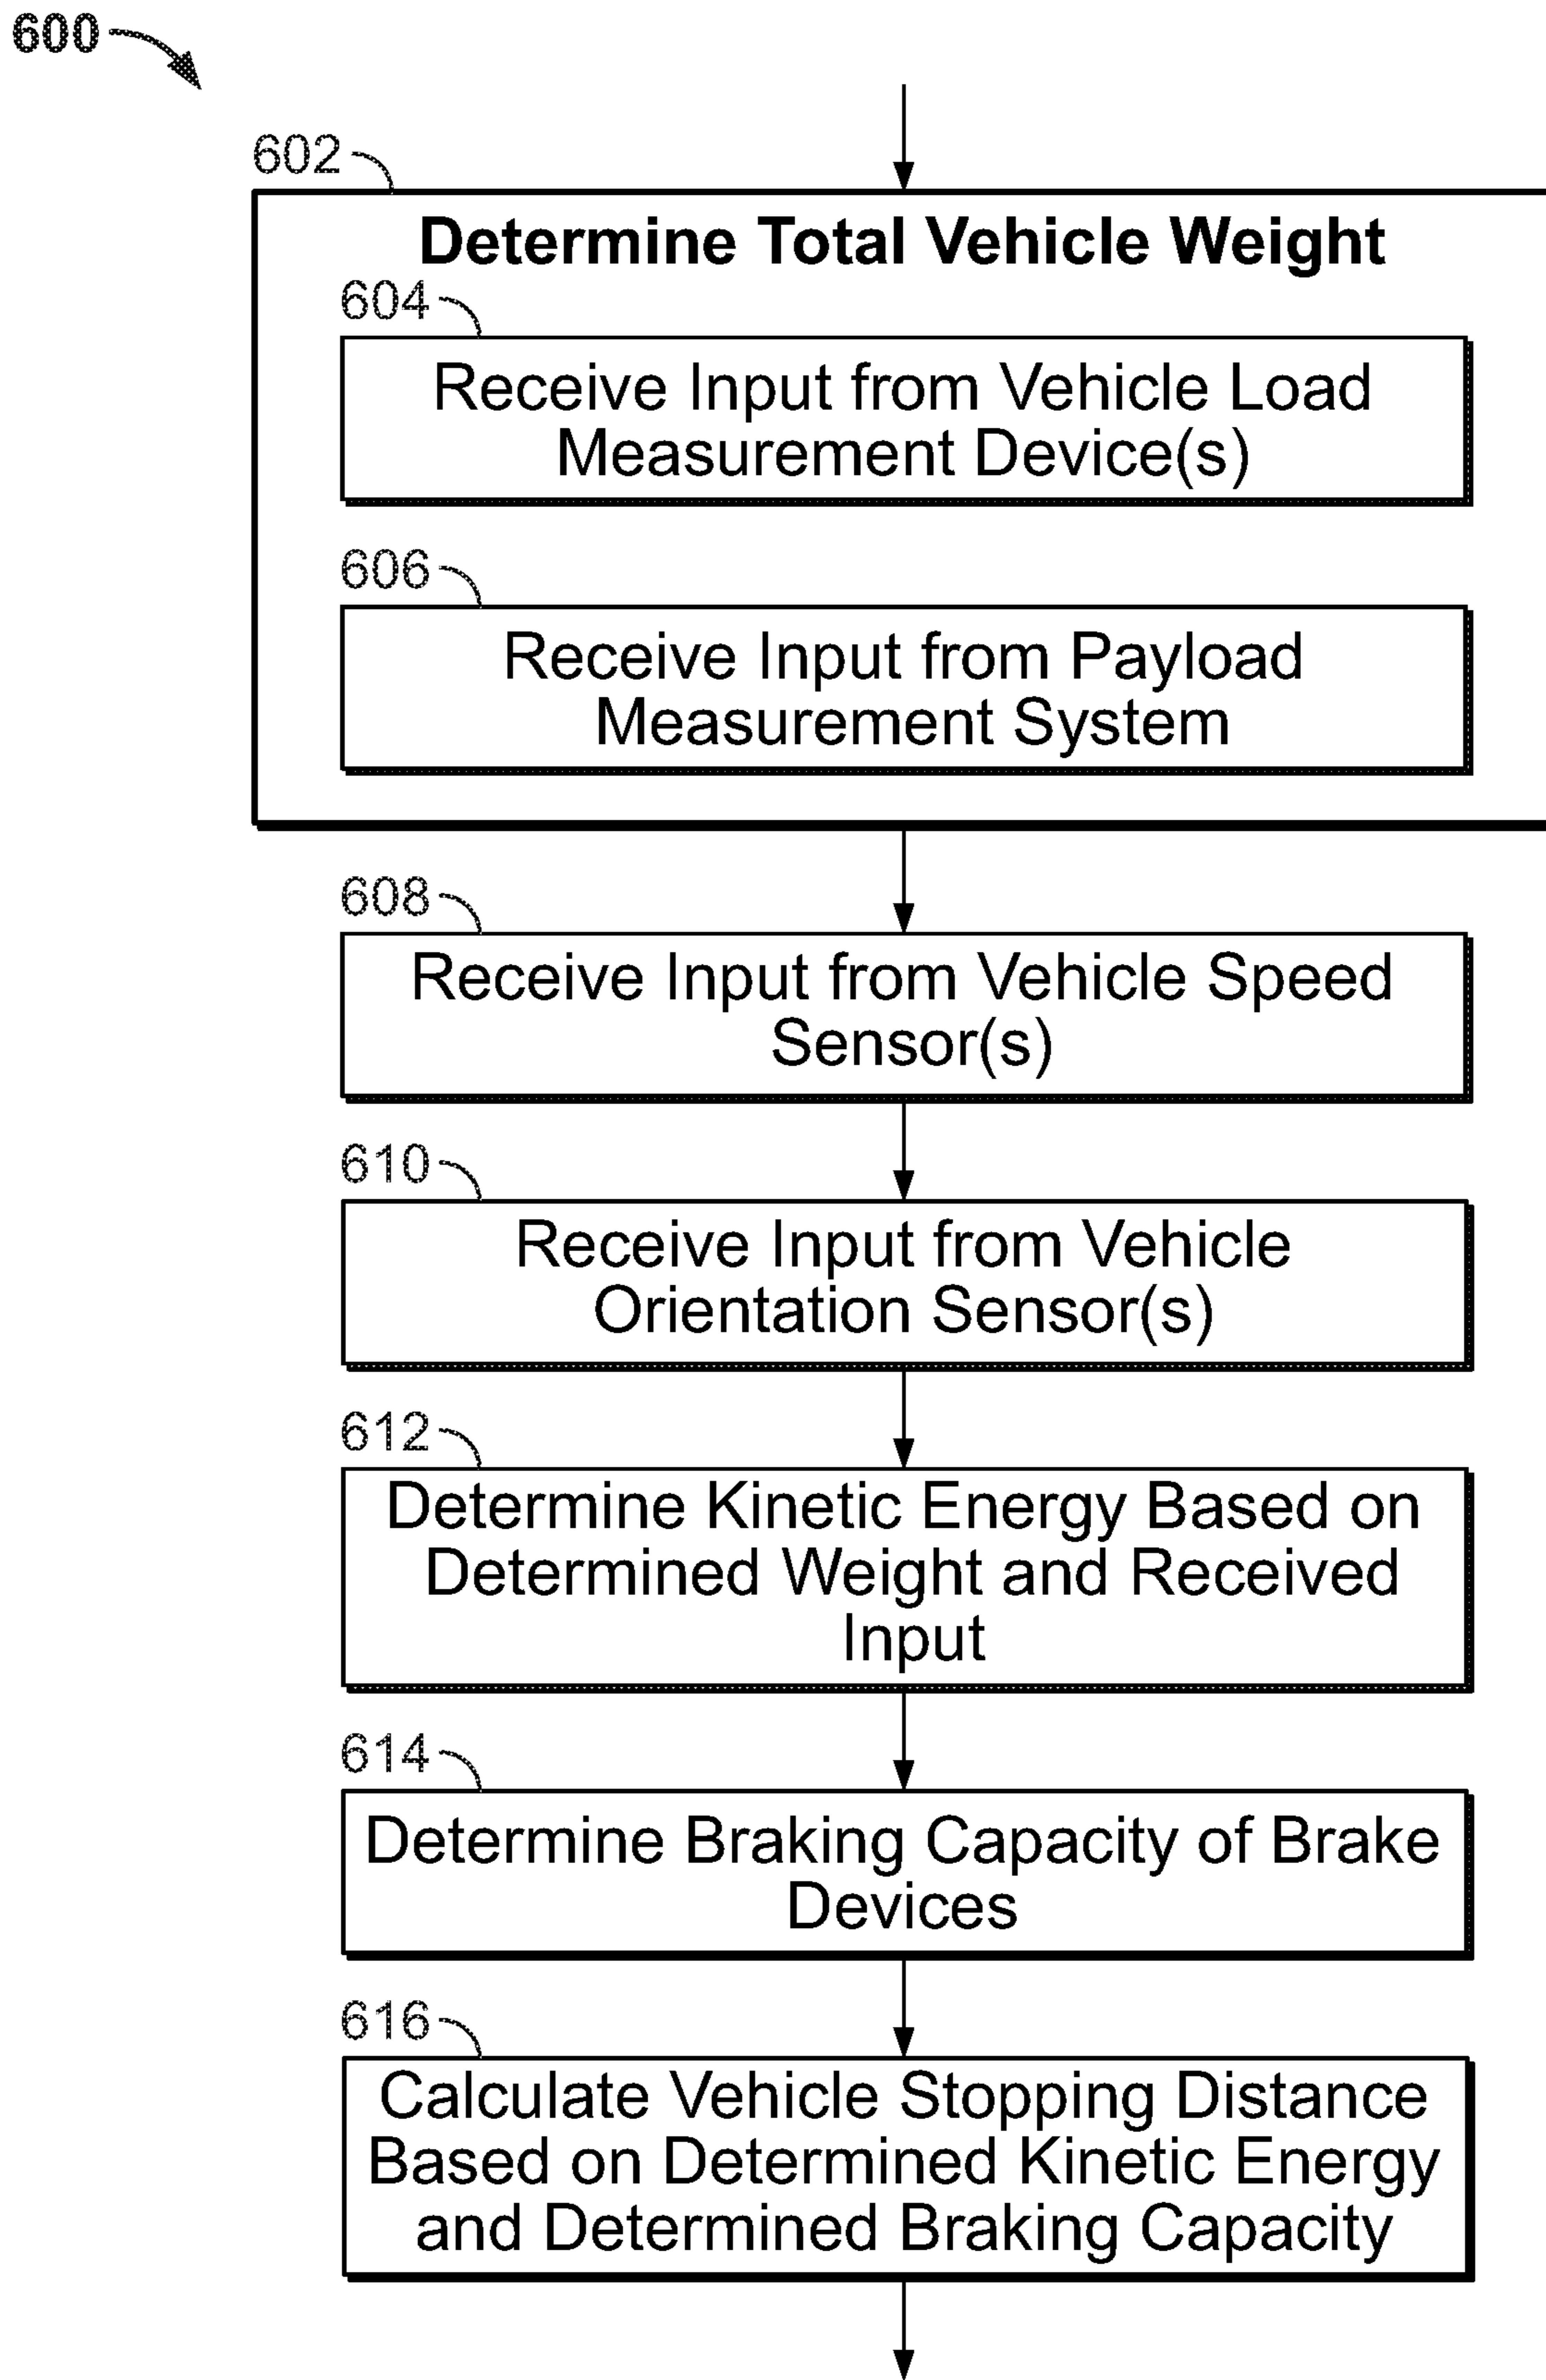 600
602
Determine Total Vehicle Weight
604
Receive Input from Vehicle Load
Measurement Device(s)
606
Receive Input from Payload
Measurement System
608
Receive Input from Vehicle Speed
Sensor(s)
610
Receive Input from Vehicle
Orientation Sensor(s)
612
Determine Kinetic Energy Based on
Determined Weight and Received
Input
614
Determine Braking Capacity of Brake
Devices
616
Calculate Vehicle Stopping Distance
Based on Determined Kinetic Energy
and Determined Braking Capacity